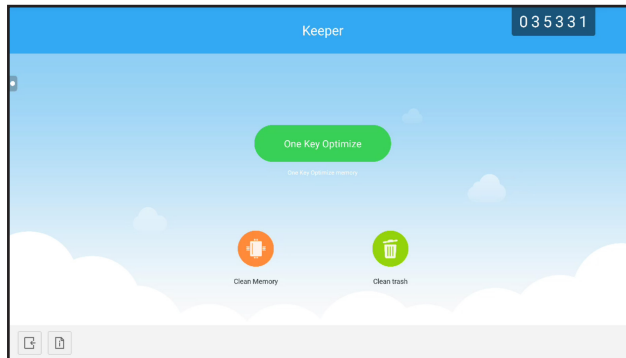 Keeper
035331
One Key Optimize
One Key Optimize memory
Clean Memory
Clean trash